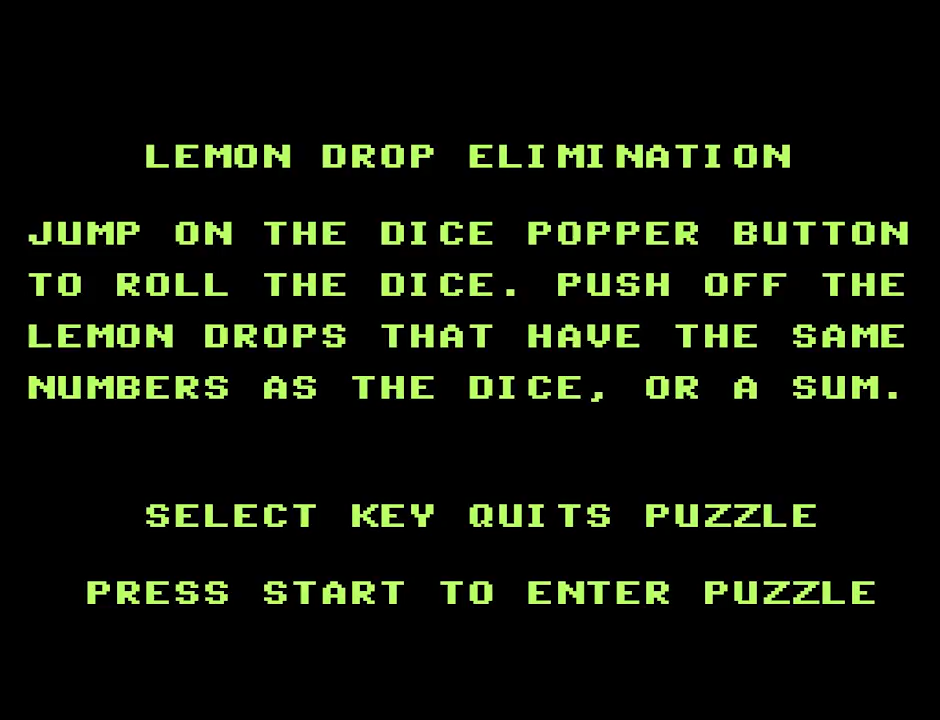 LEMON DROP ELIMINATION
JUMP ON THE DICE POPPER BUTTON
TO ROLL THE DICE. PUSH OFF THE
LEMON DROPS THAT HAVE THE SAME
NUMBERS AS THE DICE, OR A SUM.
SELECT KEY QUITS PUZZLE
PRESS START TO ENTER PUZZLE